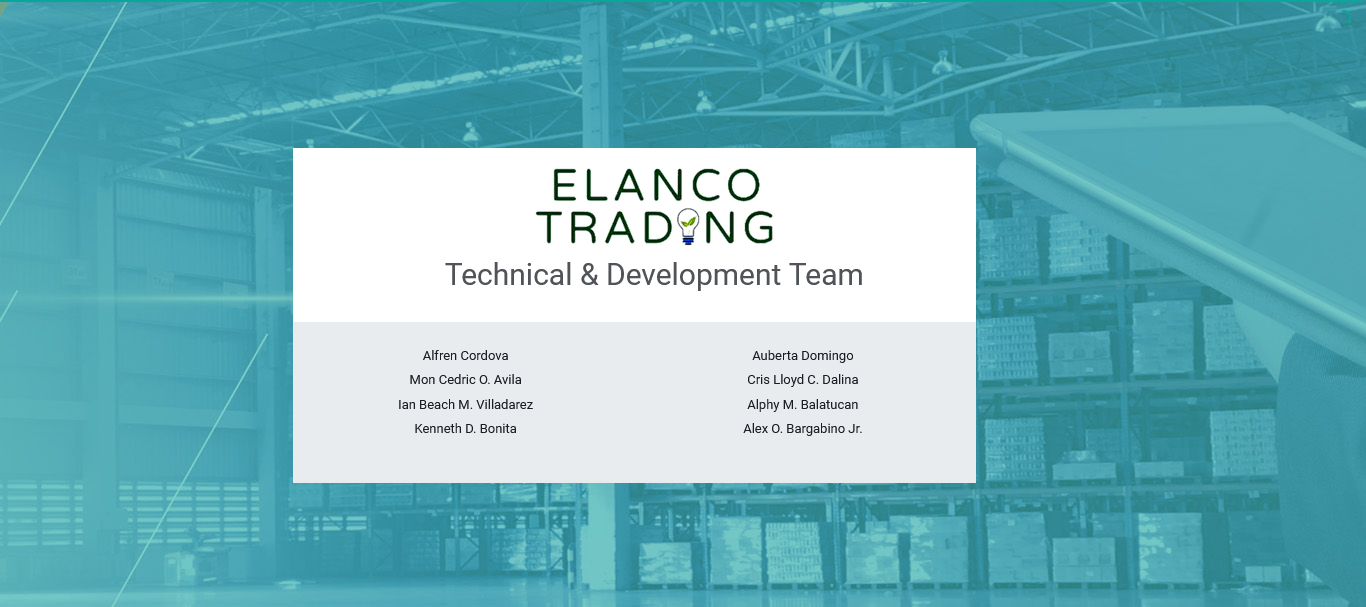 ELANCO
TRADING
Technical & Development Team
Alfren Cordova
Mon Cedric O. Avila
Ian Beach M. Villadarez
Kenneth D. Bonita
Auberta Domingo
Cris Lloyd C. Dalina
Alphy M. Balatucan
Alex O. Bargabino Jr.